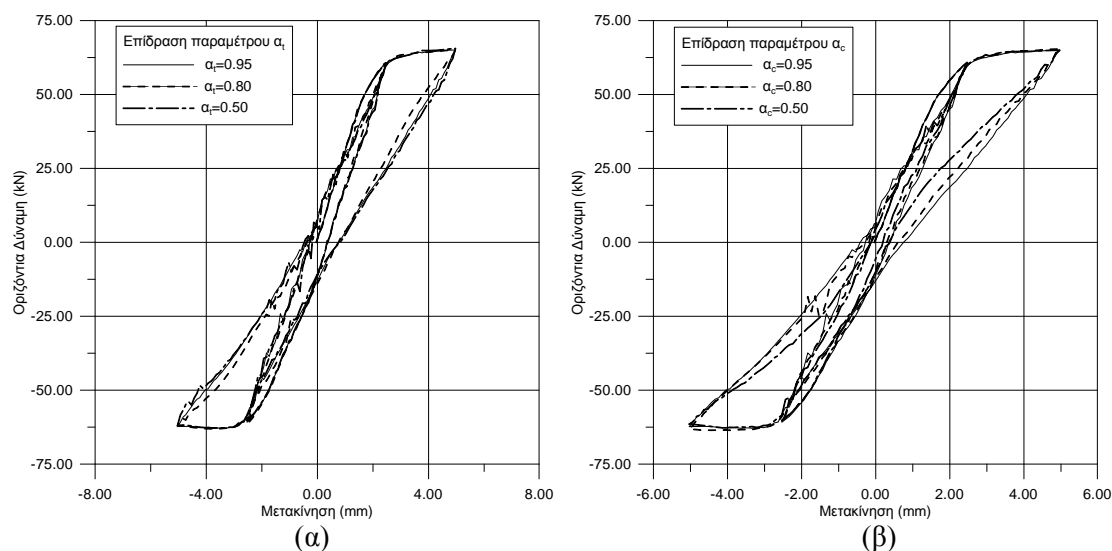 75.00
50.00
25.00
0.00
-25.00
-50.00
-75.00
Οριζόντα Δύναμη (kN)
Επίδραση παραμέτρου αt
αt=0.95
αt=0.80
αt=0.50
-8.00 -4.00 0.00 4.00 8.00
Μετακίνηση (mm)
(α)
75.00
50.00
25.00
0.00
-25.00
-50.00
-75.00
Οριζόντα Δύναμη (kN)
Επίδραση παραμέτρου αc
αc=0.95
αc=0.80
αc=0.50
-6.00 -4.00 -2.00 0.00 2.00 4.00 6.00
Μετακίνηση (mm)
(β)